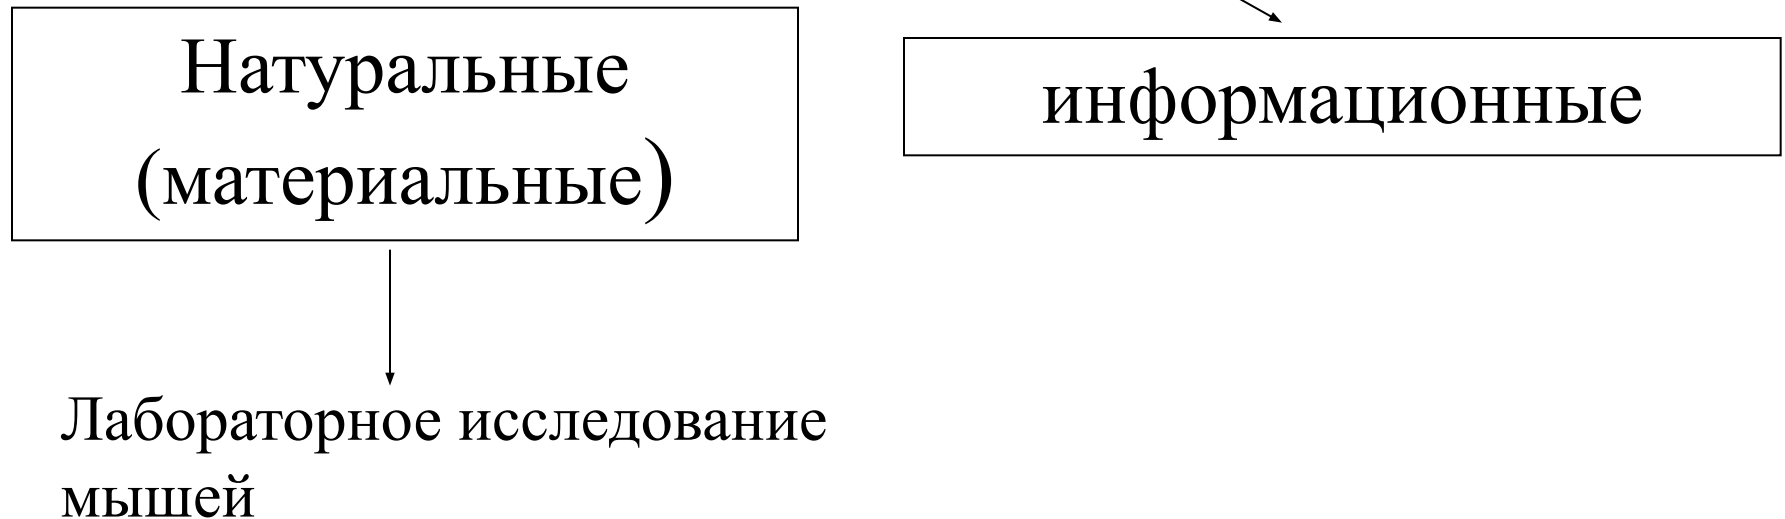 Натуральные
(материальные)
информационные
Лабораторное исследование
мышей